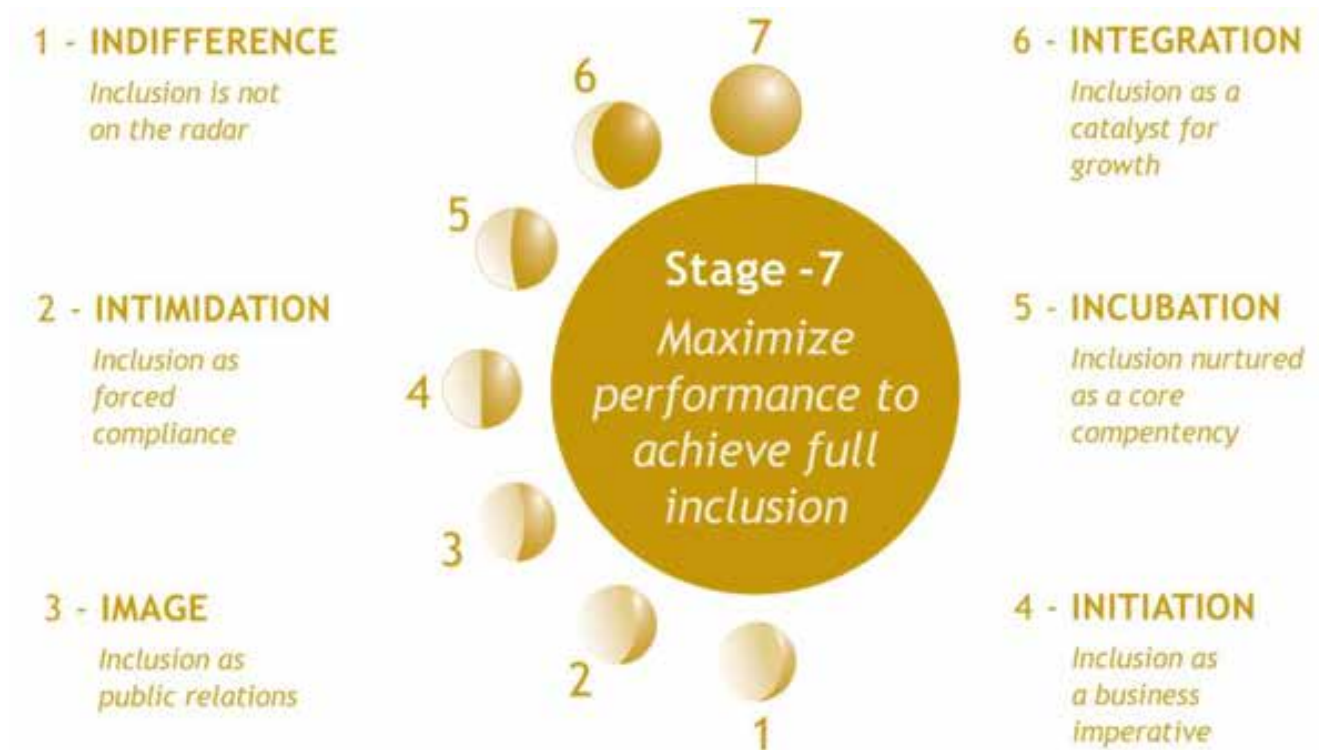 1 - INDIFFERENCE
Inclusion is not
on the radar
2 - INTIMIDATION
Inclusion as
forced
compliance
3 - IMAGE
Inclusion as
public relations
7
6
5
4
3
2
1
Stage -7
Maximize
performance to
achieve full
inclusion
6 - INTEGRATION
Inclusion as a
catalyst for
growth
5 - INCUBATION
Inclusion nurtured
as a core
compentency
4 - INITIATION
Inclusion as
a business
imperative